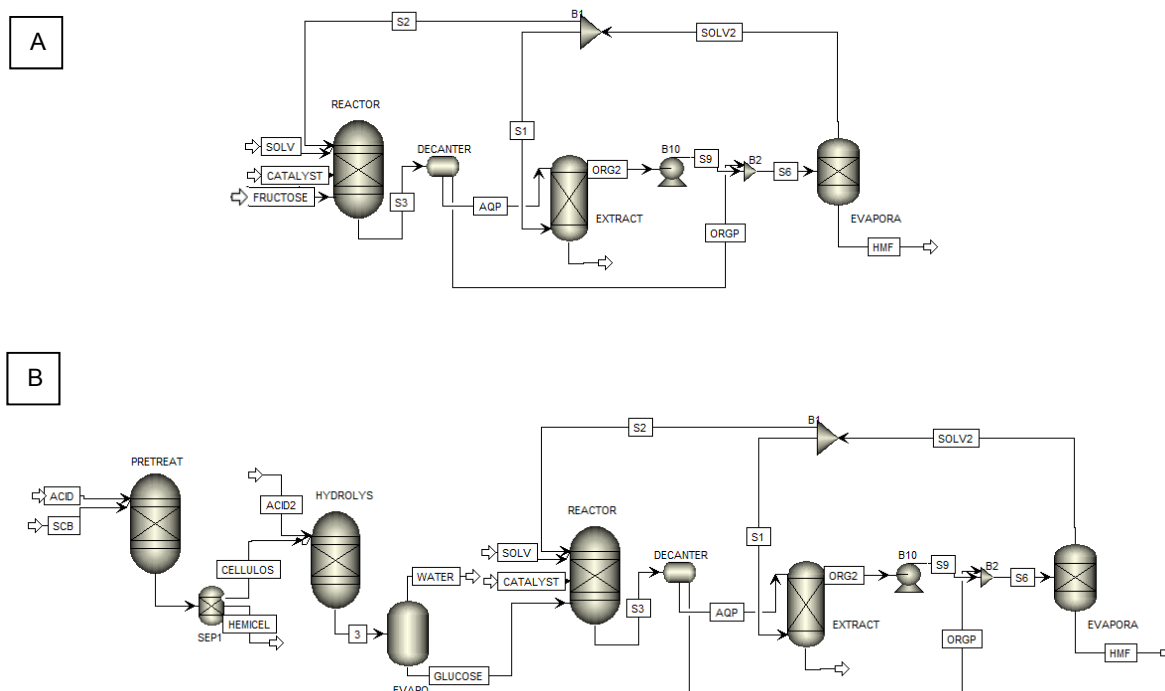 A
S2
B1
SOLV2
REACTOR
SOLV
CATALYST
FRUCTOSE
S3
DECANTER
AQP
S1
ORG2
B10
S9
B2
S6
EXTRACT
ORGP
EVAPORA
HMF
B
PRETREAT
ACID
SCB
SEP1
CELLULOS
HEMICEL
ACID2
HYDROLYS
3
WATER
EVAPO
GLUCOSE
S2
B1
SOLV2
REACTOR
SOLV
CATALYST
S3
DECANTER
AQP
S1
ORG2
B10
S9
B2
S6
EXTRACT
ORGP
EVAPORA
HMF